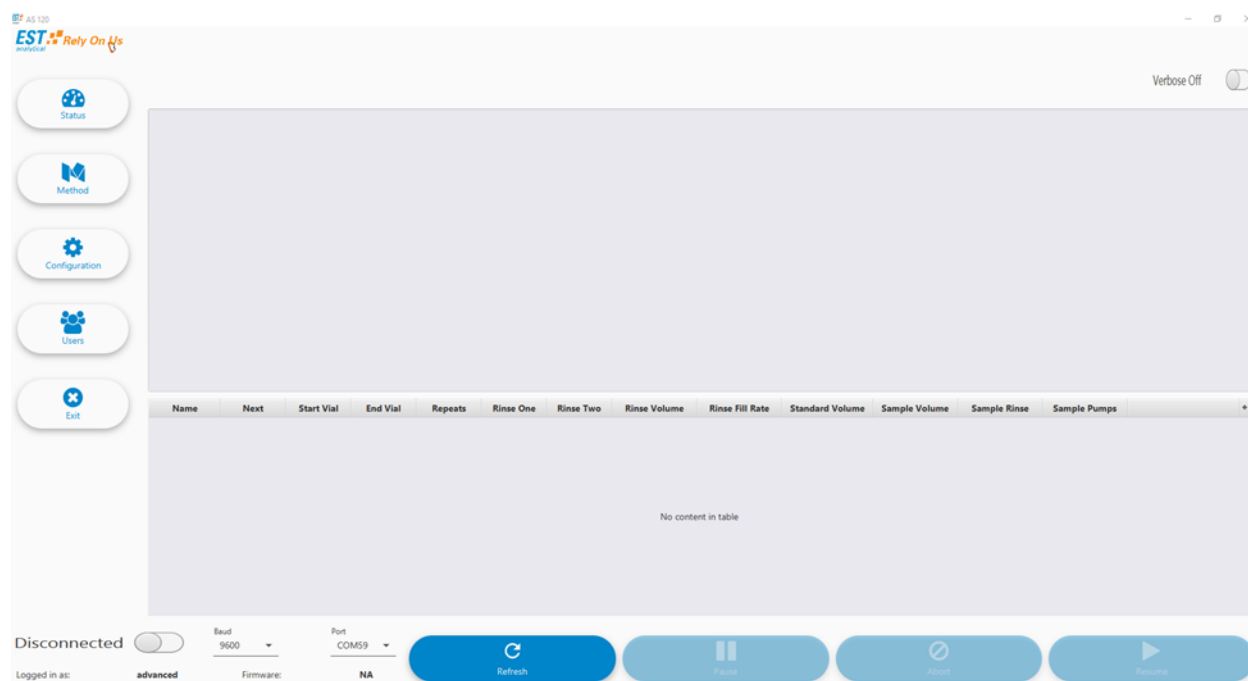 AS 120
EST Rely On Us
analytical
Verbose Off
Status
Method
Configuration
Users
Exit
Name Next Start Vial End Vial Repeats Rinse One Rinse Two Rinse Volume Rinse Fill Rate Standard Volume Sample Volume Sample Rinse Sample Pumps +
No content in table
Disconnected
Baud
9600
Port
COM59
Refresh
Pause
Abort
Resume
Logged in as: advanced Firmware: NA